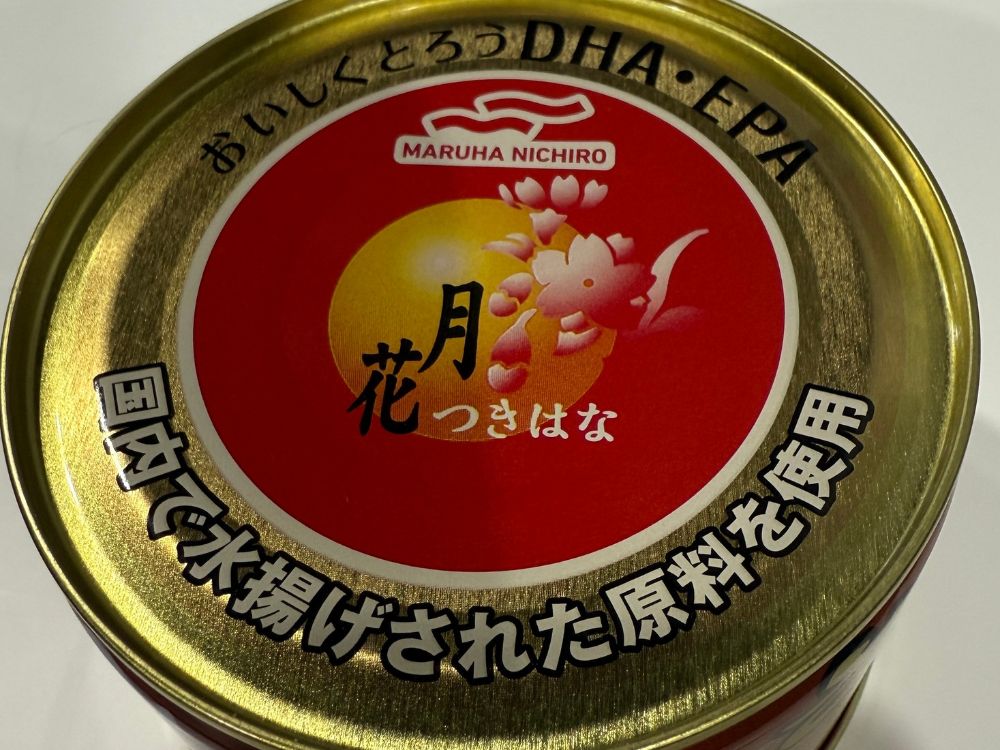 おいしくとろうDHA・EPA
MARUHA NICHIRO
月花
つきはな
国内で水揚げされた原料を使用